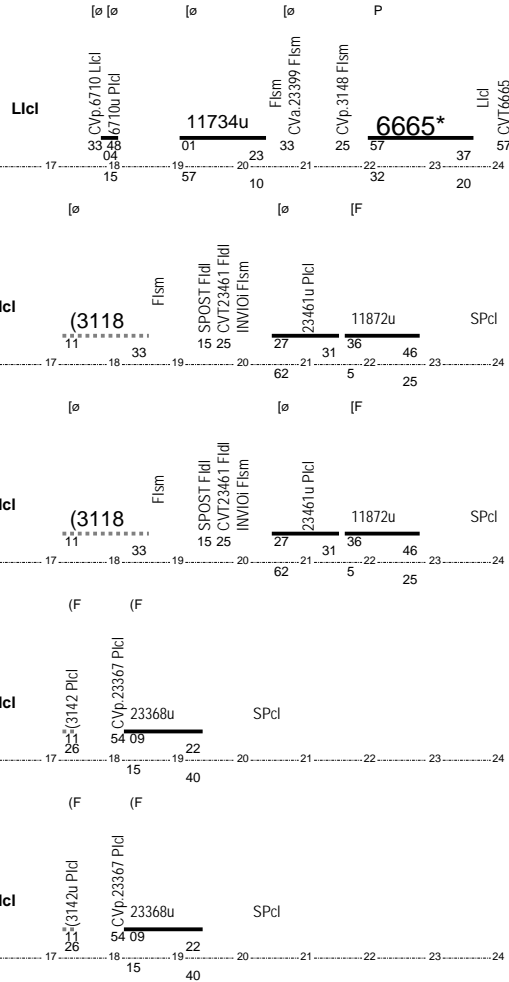 [ø [ø [ø [ø P
LIcl CVp.6710 LIcl 6710u PIcl 11734u FIsm CVa.23399 FIsm CVp.3148 FIsm 6665* LIcl CVT6665
33 48 01 33 25 57 57
04 23 37
17 18 19 20 21 22 23 24
15 57 10 32 20
[ø [ø [F
Icl (3118 FIsm SPOST FIdl CVT23461 FIdl INVIOi FIsm 23461u PIcl 11872u SPcl
11 15 25 27 36
33 31 46
17 18 19 20 21 22 23 24
62 5 25
[ø [ø [F
Icl (3118 FIsm SPOST FIdl CVT23461 FIdl INVIOi FIsm 23461u PIcl 11872u SPcl
11 15 25 27 36
33 31 46
17 18 19 20 21 22 23 24
62 5 25
(F (F
Icl (3142 PIcl CVp.23367 PIcl 23368u SPcl
11 54 09
26 22
17 18 19 20 21 22 23 24
15 40
(F (F
Icl (3142u PIcl CVp.23367 PIcl 23368u SPcl
11 54 09
26 22
17 18 19 20 21 22 23 24
15 40